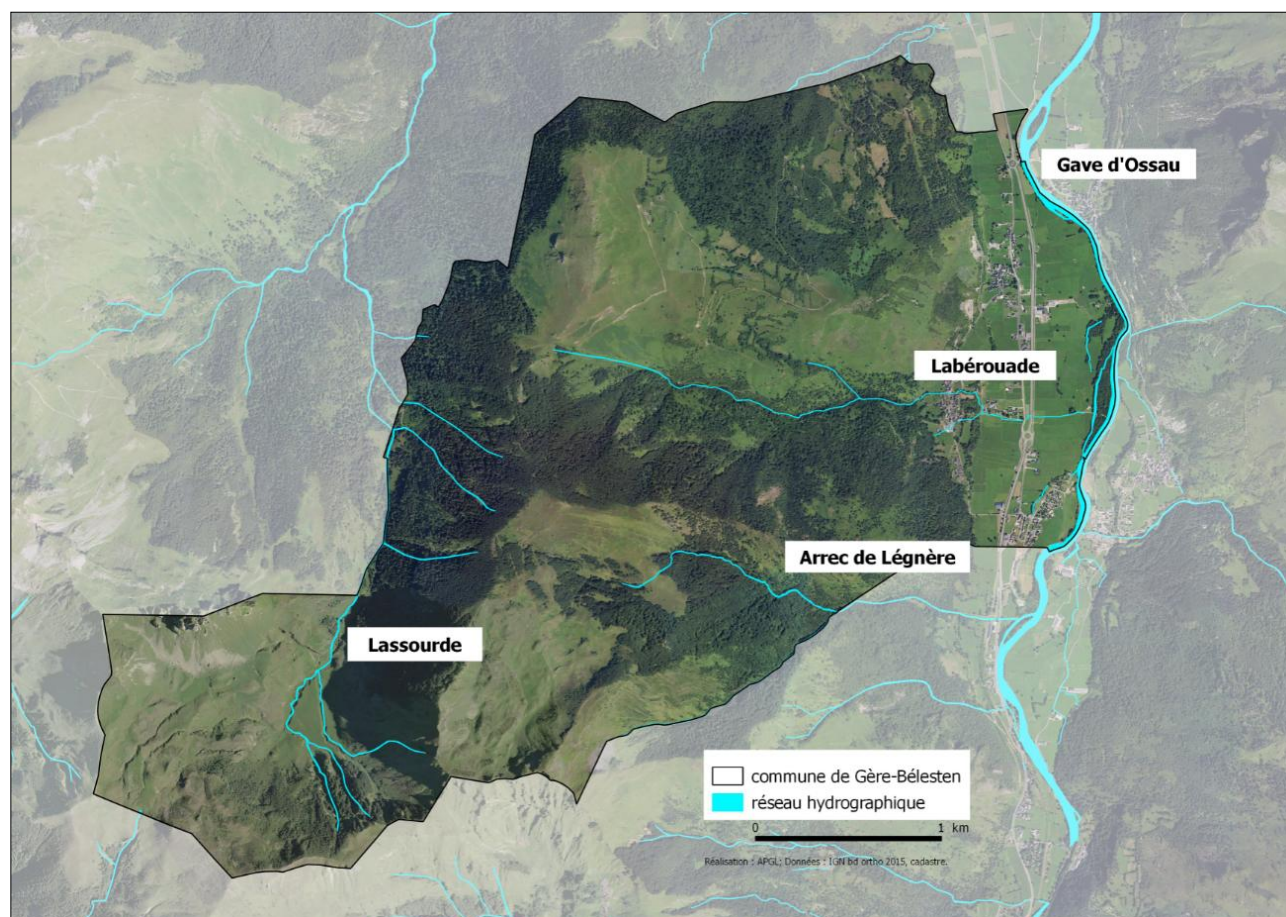 Gave d'Ossau
Labérouade
Arrec de Légnère
Lassourde
commune de Gère-Bélesten
réseau hydrographique
0 1 km
Réalisation : APGL; Données : IGN bd ortho 2015, cadastre.